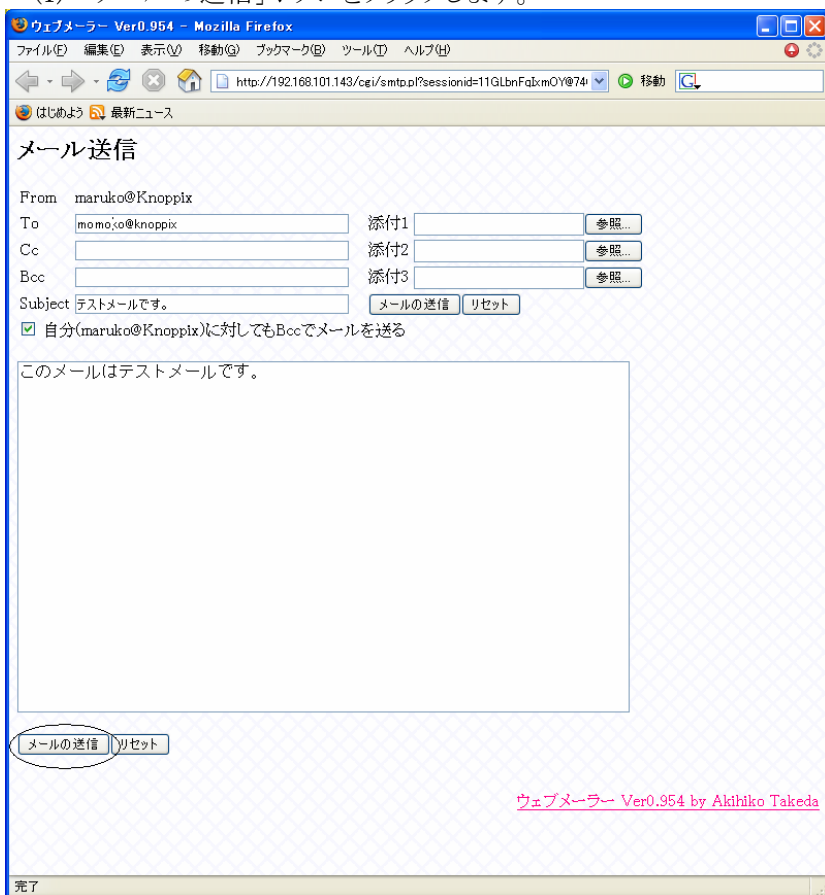 ウェブメーラー Ver0.954 - Mozilla Firefox
ファイル(F) 編集(E) 表示(V) 移動(G) ブックマーク(B) ツール(T) ヘルプ(H)
http://192.168.101.143/cgi/smtp.pl?sessionid=11GLbnFqIxmOY@74 移動
はじめよう 最新ニュース
メール送信
From maruko@Knoppix
To momoko@knoppix 添付1 参照...
Cc 添付2 参照...
Bcc 添付3 参照...
Subject テストメールです。 メールの送信 リセット
自分(maruko@Knoppix)に対してもBccでメールを送る
このメールはテストメールです。
メールの送信 リセット
ウェブメーラー Ver0.954 by Akihiko Takeda
完了